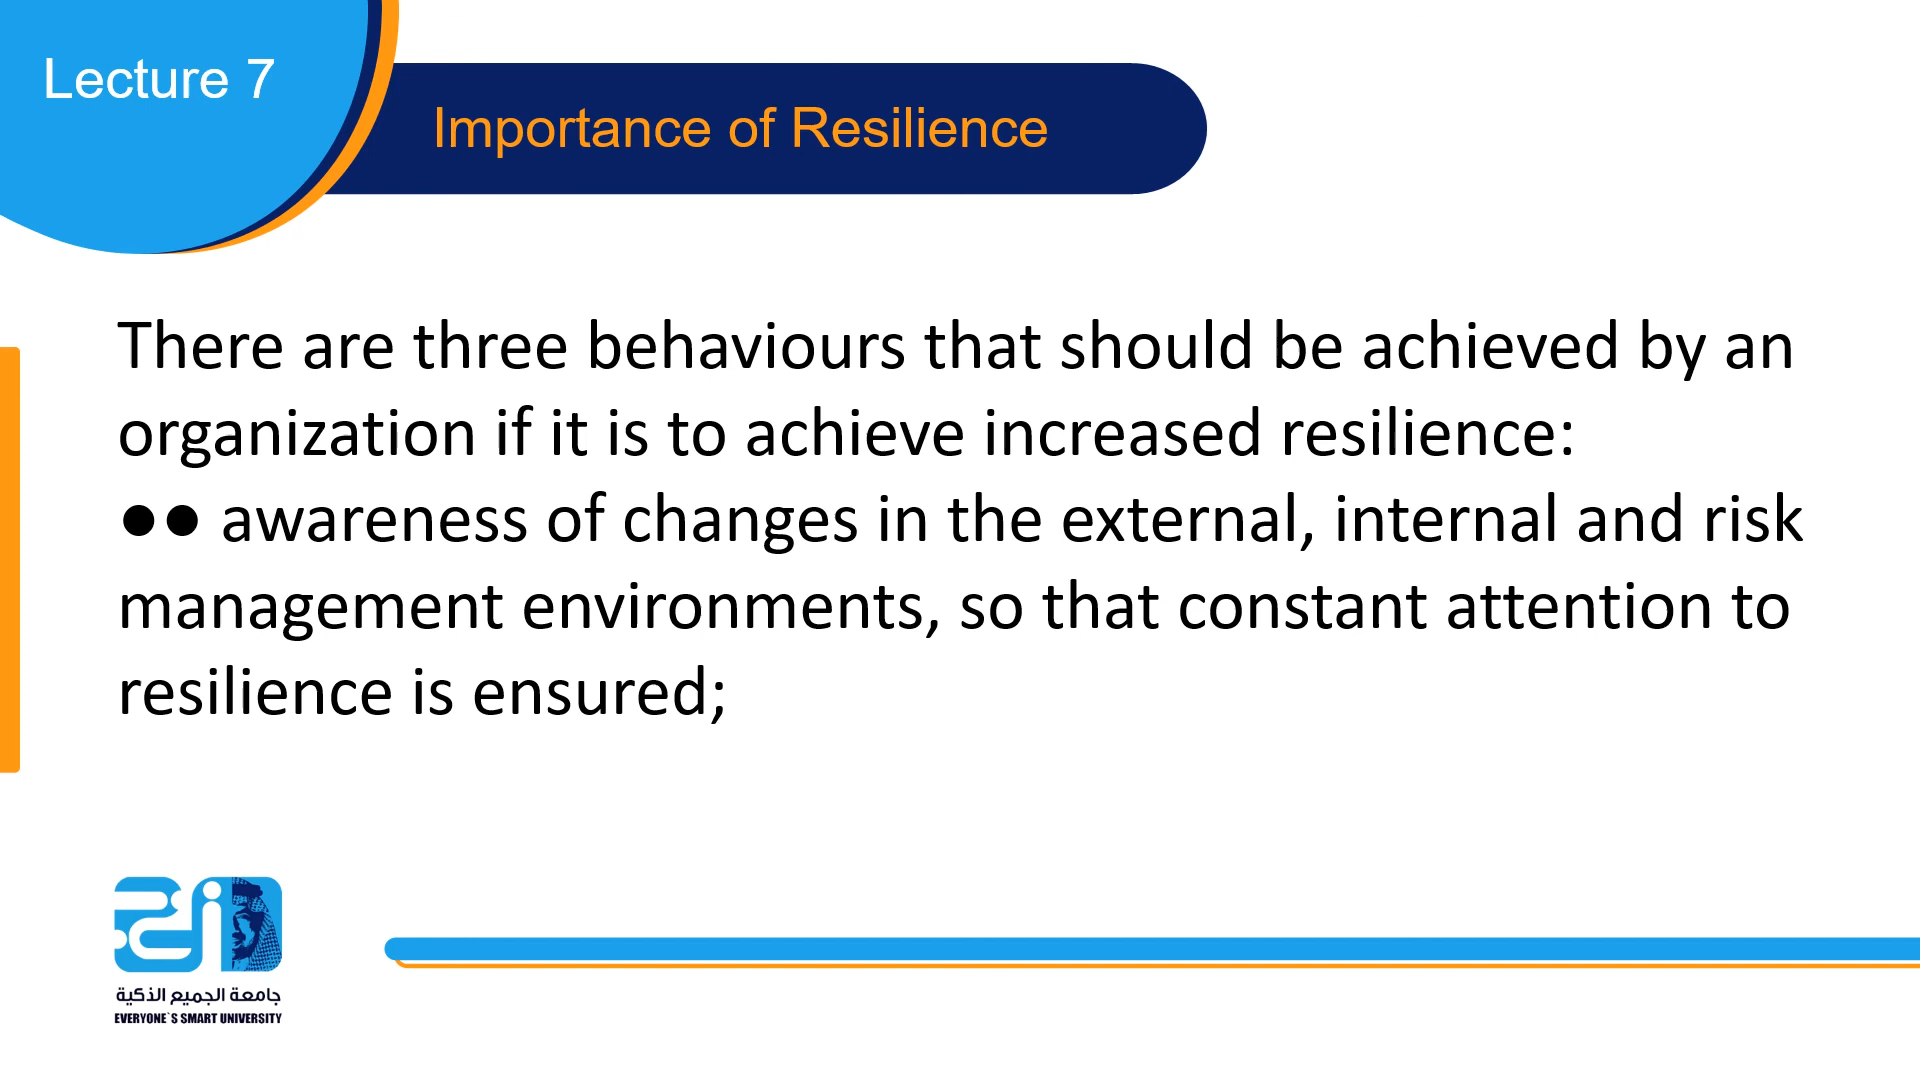 Lecture 7
Importance of Resilience
There are three behaviours that should be achieved by an
organization if it is to achieve increased resilience:
●● awareness of changes in the external, internal and risk
management environments, so that constant attention to
resilience is ensured;
جامعة الجميع الذكية
EVERYONE`S SMART UNIVERSITY